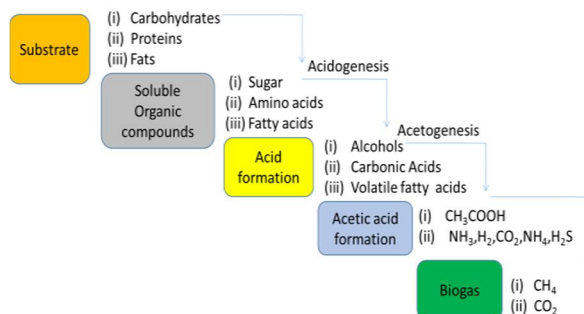 Substrate
(i) Carbohydrates
(ii) Proteins
(iii) Fats
Acidogenesis
Soluble
Organic
compounds
(i) Sugar
(ii) Amino acids
(iii) Fatty acids
Acetogenesis
Acid
formation
(i) Alcohols
(ii) Carbonic Acids
(iii) Volatile fatty acids
Acetic acid
formation
(i) CH₃COOH
(ii) NH₃,H₂,CO₂,NH₄,H₂S
Biogas
(i) CH₄
(ii) CO₂